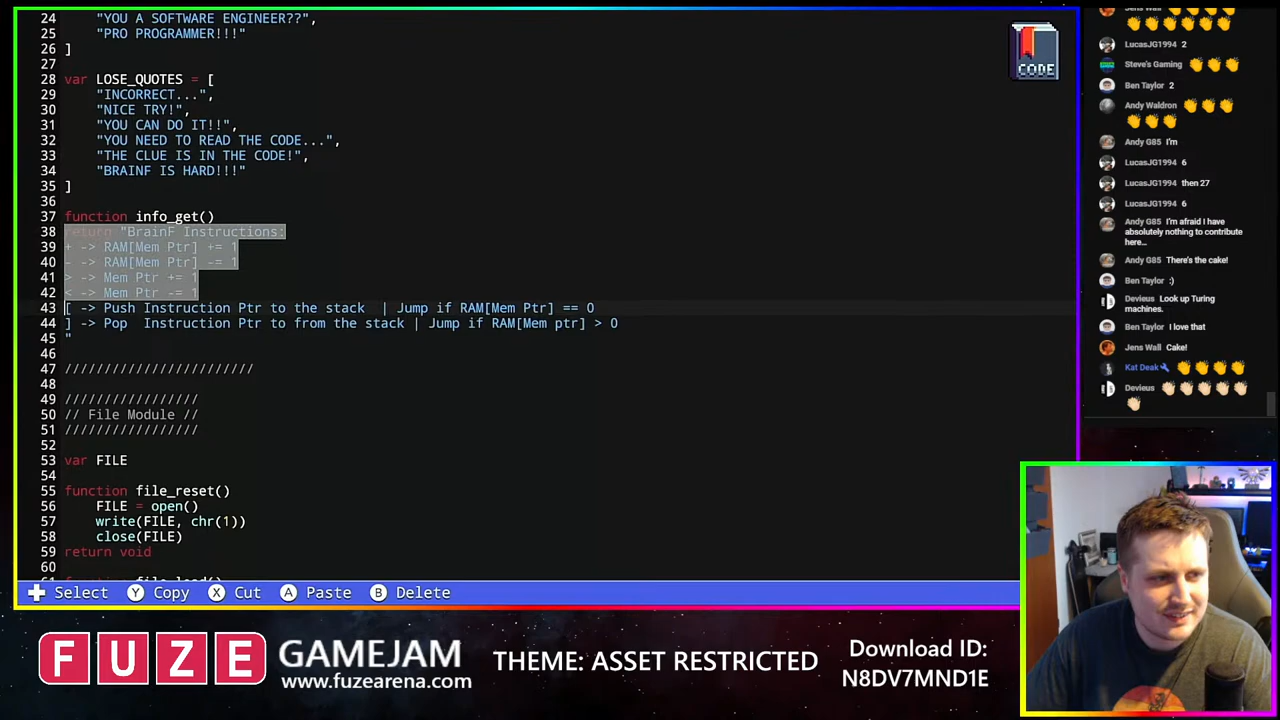 24 "YOU A SOFTWARE ENGINEER??",
25 "PRO PROGRAMMER!!!"
26 ]
27
28 var LOSE_QUOTES = [
29 "INCORRECT...",
30 "NICE TRY!",
31 "YOU CAN DO IT!!",
32 "YOU NEED TO READ THE CODE...",
33 "THE CLUE IS IN THE CODE!",
34 "BRAINF IS HARD!!!"
35 ]
36
37 function info_get()
38 return "BrainF Instructions:
39 + -> RAM[Mem Ptr] += 1
40 - -> RAM[Mem Ptr] -= 1
41 > -> Mem Ptr += 1
42 < -> Mem Ptr -= 1
43 [ -> Push Instruction Ptr to the stack  | Jump if RAM[Mem Ptr] == 0
44 ] -> Pop  Instruction Ptr to from the stack | Jump if RAM[Mem ptr] > 0
45 "
46
47 ////////////////////////
48
49 /////////////////
50 // File Module //
51 /////////////////
52
53 var FILE
54
55 function file_reset()
56 FILE = open()
57 write(FILE, chr(1))
58 close(FILE)
59 return void
60
CODE
Select Y Copy X Cut A Paste B Delete
Jens Wall
LucasJG1994 2
Steve's Gaming
Ben Taylor 2
Andy Waldron
Andy G85 I'm
LucasJG1994 6
LucasJG1994 then 27
LucasJG1994 6
Andy G85 I'm afraid I have
absolutely nothing to contribute
here...
Andy G85 There's the cake!
Ben Taylor :)
Devieus Look up Turing
machines.
Ben Taylor I love that
Jens Wall Cake!
Kat Deak
Devieus
FUZE GAMEJAM
www.fuzearena.com
THEME: ASSET RESTRICTED
Download ID:
N8DV7MND1E